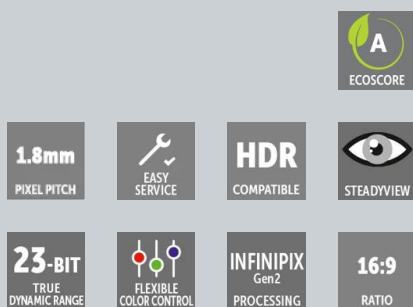 A
ECOSCORE
1.8mm
PIXEL PITCH
EASY
SERVICE
HDR
COMPATIBLE
STEADYVIEW
23-BIT
TRUE
DYNAMIC RANGE
FLEXIBLE
COLOR CONTROL
INFINIPIX
Gen2
PROCESSING
16:9
RATIO